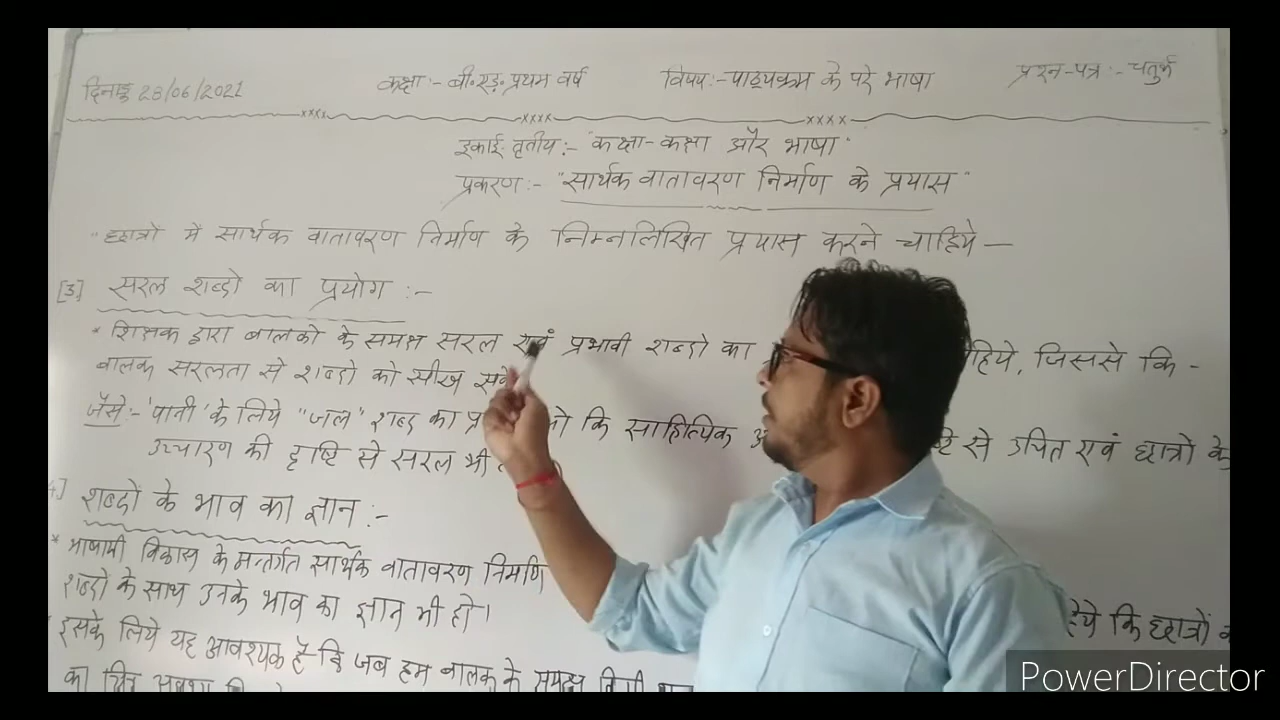 दिनाङ्क 28/06/2021 कक्षा:- बी॰एड़॰ प्रथम वर्ष विषय:- पाठ्यक्रम के परे भाषा प्रश्न-पत्र:- चतुर्थ
xxxx xxxx xxxx
इकाई तृतीय:- "कक्षा-कक्षा और भाषा"
प्रकरण:- "सार्थक वातावरण निर्माण के प्रयास"
"छात्रो में सार्थक वातावरण निर्माण के निम्नलिखित प्रयास करने चाहिये —
[3] सरल शब्दो का प्रयोग :-
* शिक्षक द्वारा बालको के समक्ष सरल एवं प्रभावी शब्दो का हिये, जिससे कि -
बालक सरलता से शब्दो को सीख सके
जैसे:- 'पानी' के लिये "जल" शब्द का कि साहित्यिक से उचित एवं छात्रो के
उच्चारण की दृष्टि से सरल भी
4] शब्दों के भाव का ज्ञान :-
* भाषायी विकास के अन्तर्गत सार्थक वातावरण निर्माण
शब्दो के साथ उनके भाव का ज्ञान भी हो। हिये कि छात्रों
इसके लिये यह आवश्यक है कि जब हम बालक के समक्ष किसी
का चित्र
PowerDirector